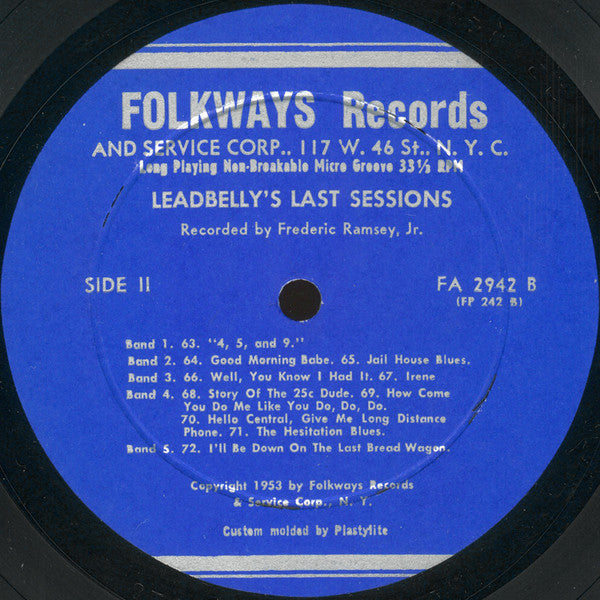 FOLKWAYS Records
AND SERVICE CORP.. 117 W. 46 St.. N. Y. C.
Long Playing Non-Breakable Micro Groove 33⅓ RPM
LEADBELLY'S LAST SESSIONS
Recorded by Frederic Ramsey, Jr.
SIDE II
FA 2942 B
(FP 242 B)
Band 1. 63. "4, 5, and 9."
Band 2. 64. Good Morning Babe. 65. Jail House Blues.
Band 3. 66. Well, You Know I Had It. 67. Irene
Band 4. 68. Story Of The 25c Dude. 69. How Come
You Do Me Like You Do, Do, Do.
70. Hello Central, Give Me Long Distance
Phone. 71. The Hesitation Blues.
Band 5. 72. I'll Be Down On The Last Bread Wagon.
Copyright 1953 by Folkways Records
& Service Corp., N. Y.
Custom molded by Plastylite